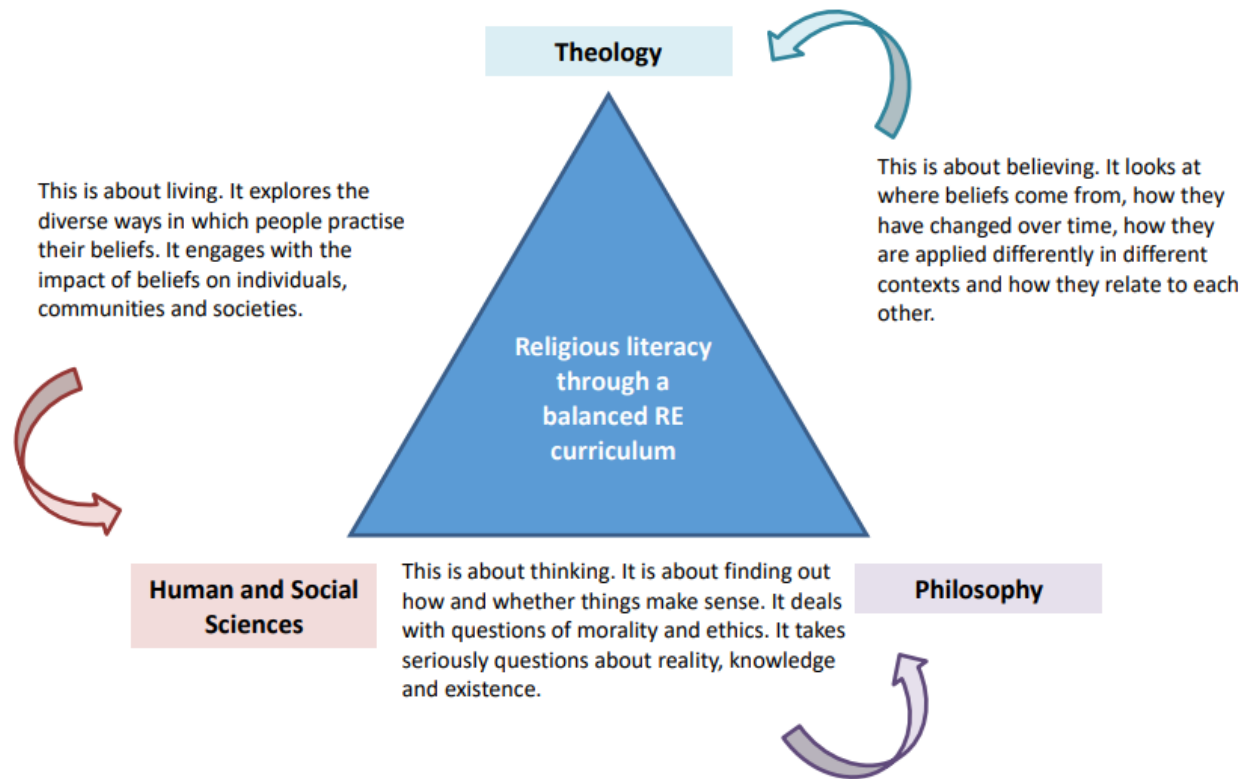 Theology
This is about believing. It looks at
where beliefs come from, how they
have changed over time, how they
are applied differently in different
contexts and how they relate to each
other.
This is about living. It explores the
diverse ways in which people practise
their beliefs. It engages with the
impact of beliefs on individuals,
communities and societies.
Religious literacy
through a
balanced RE
curriculum
Human and Social
Sciences
This is about thinking. It is about finding out
how and whether things make sense. It deals
with questions of morality and ethics. It takes
seriously questions about reality, knowledge
and existence.
Philosophy